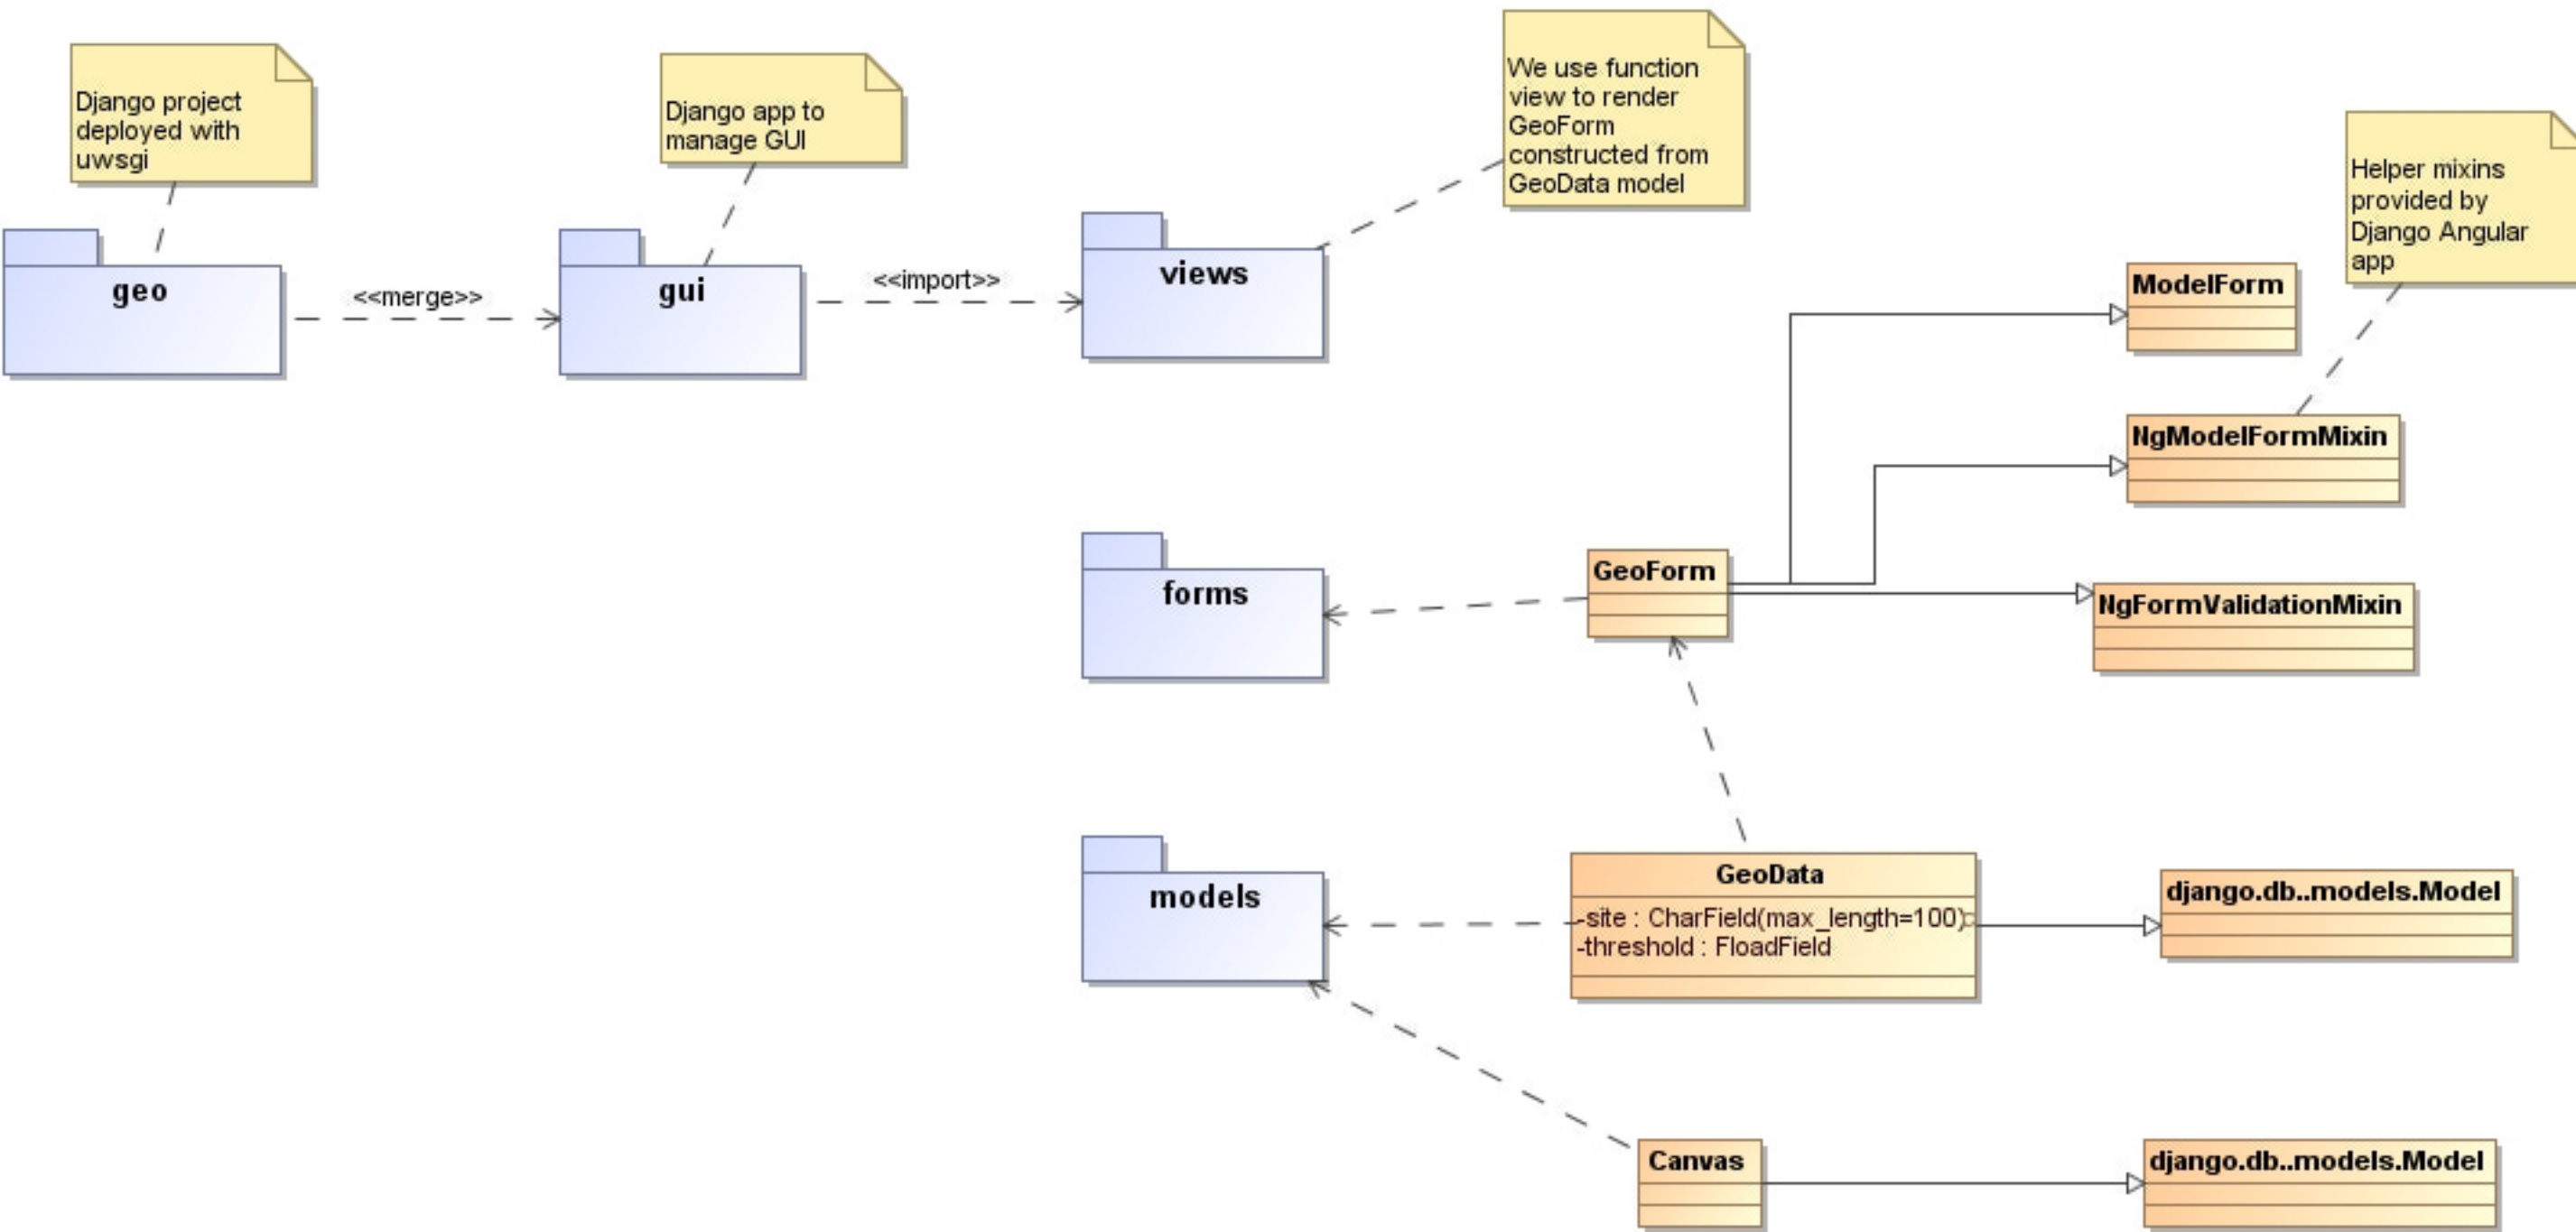 Django project
deployed with
uwsgi
Django app to
manage GUI
We use function
view to render
GeoForm
constructed from
GeoData model
Helper mixins
provided by
Django Angular
app
geo
<<merge>>
gui
<<import>>
views
ModelForm
NgModelFormMixin
forms
GeoForm
NgFormValidationMixin
models
GeoData
-site : CharField(max_length=100)
-threshold : FloadField
django.db..models.Model
Canvas
django.db..models.Model